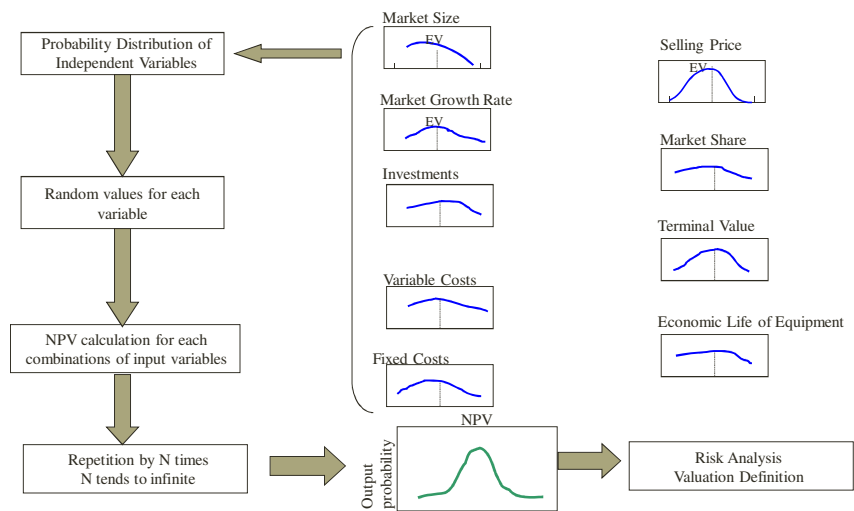 Probability Distribution of
Independent Variables
Random values for each
variable
NPV calculation for each
combinations of input variables
Repetition by N times
N tends to infinite
Market Size
EV
Market Growth Rate
EV
Investments
Variable Costs
Fixed Costs
Selling Price
EV
Market Share
Terminal Value
Economic Life of Equipment
NPV
Output
probability
Risk Analysis
Valuation Definition